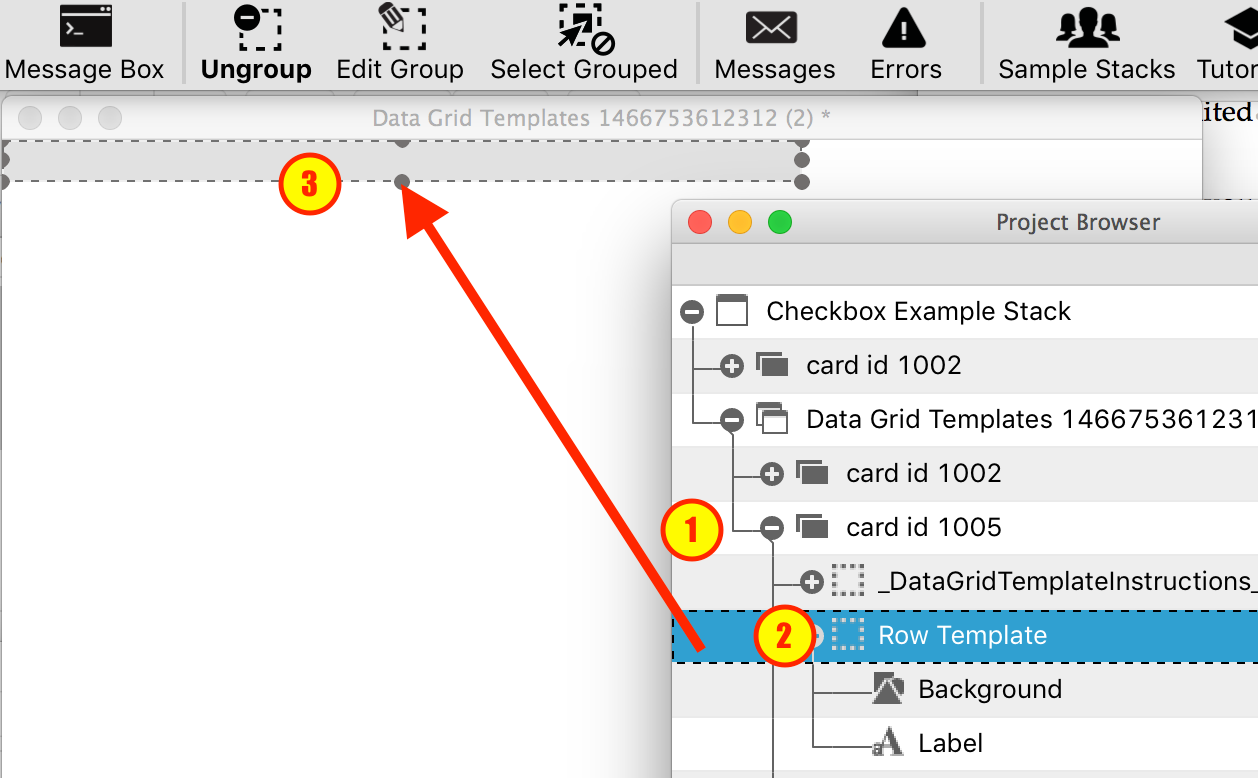 Message Box Ungroup Edit Group Select Grouped Messages Errors Sample Stacks Tutor
Data Grid Templates 1466753612312 (2) *
ited
3
Project Browser
Checkbox Example Stack
card id 1002
Data Grid Templates 146675361231
card id 1002
1
card id 1005
_DataGridTemplateInstructions_
2
Row Template
Background
Label